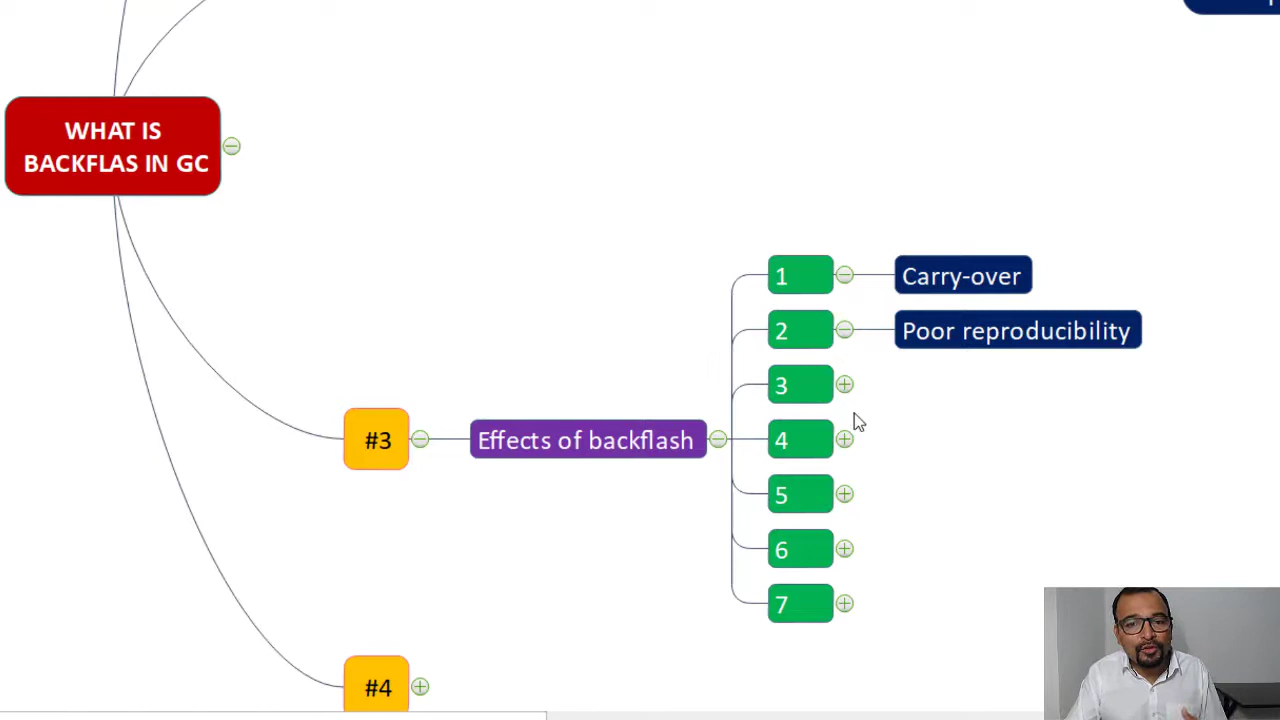 WHAT IS
BACKFLAS IN GC
#3
Effects of backflash
1
Carry-over
2
Poor reproducibility
3
4
5
6
7
#4